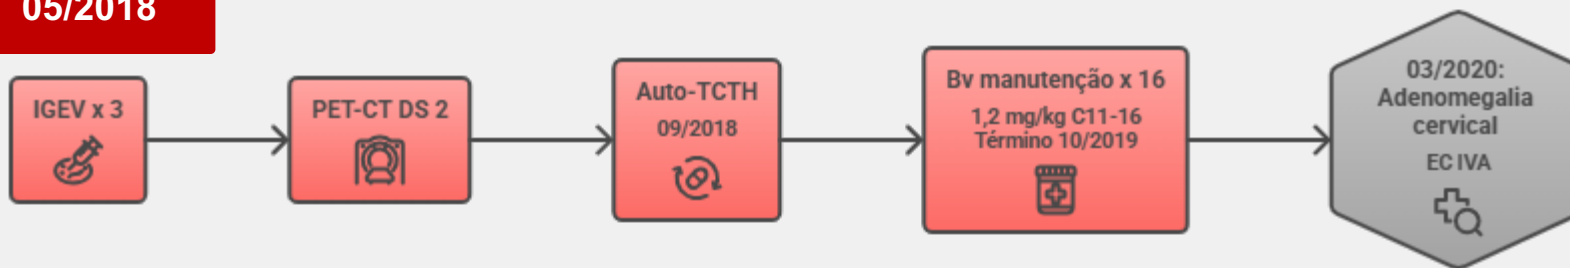 05/2018
IGEV x 3
PET-CT DS 2
Auto-TCTH
09/2018
Bv manutenção x 16
1,2 mg/kg C11-16
Término 10/2019
03/2020:
Adenomegalia
cervical
EC IVA